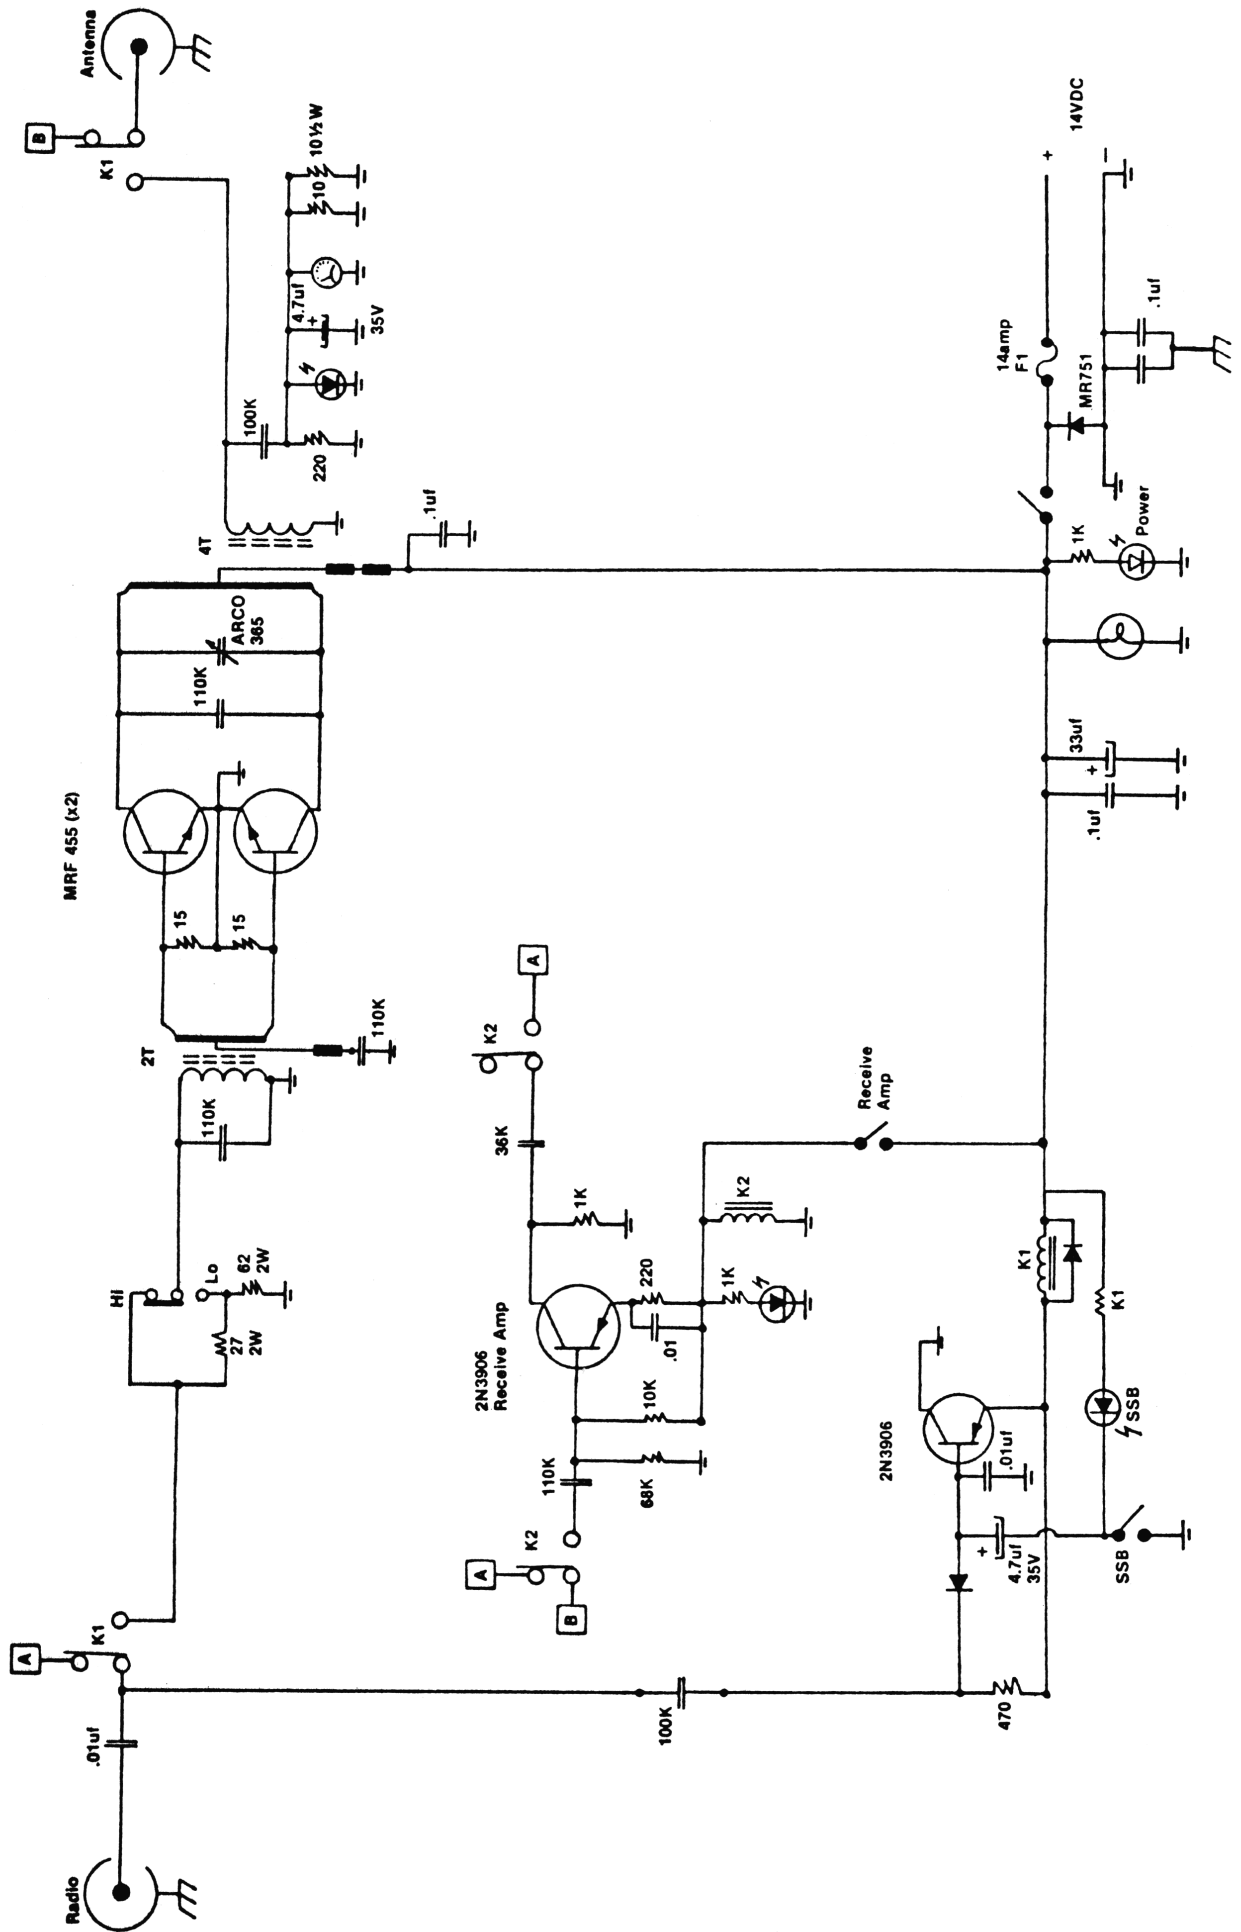 Radio
.01uf
A
K1
Hi
Lo
27
2W
62
2W
110K
2T
110K
15
15
MRF 455 (x2)
110K
ARCO
365
4T
.1uf
100K
220
4.7uf
+
35V
10
10½W
K1
B
Antenna
A
B
K2
110K
68K
10K
2N3906
Receive Amp
.01
220
1K
1K
36K
K2
K2
A
Receive
Amp
100K
470
4.7uf
35V
+
SSB
2N3906
.01uf
SSB
K1
K1
.1uf
33uf
+
1K
Power
MR751
14amp
F1
.1uf
+
–
14VDC